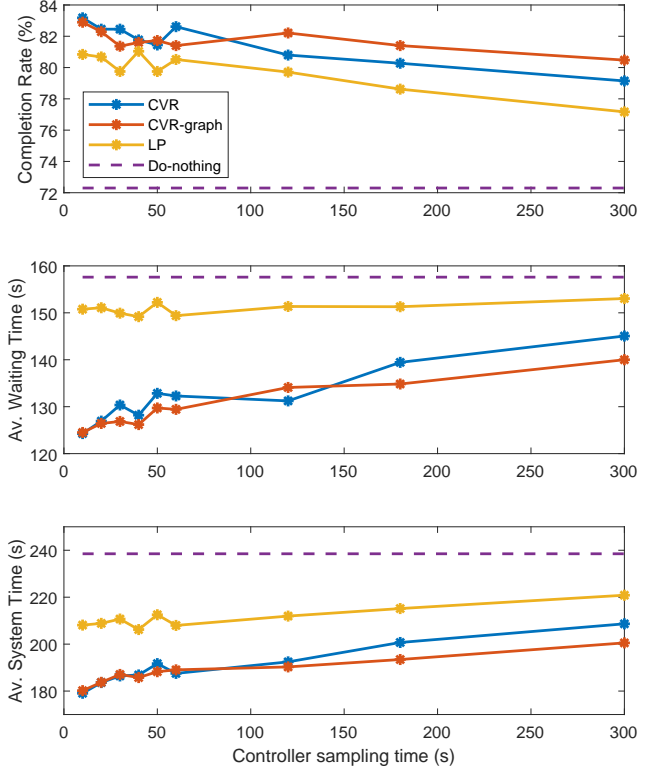 84
82
80
78
76
74
72
Completion Rate (%)
CVR
CVR-graph
LP
Do-nothing
0 50 100 150 200 250 300
160
150
140
130
120
Av. Waiting Time (s)
0 50 100 150 200 250 300
240
220
200
180
Av. System Time (s)
0 50 100 150 200 250 300
Controller sampling time (s)